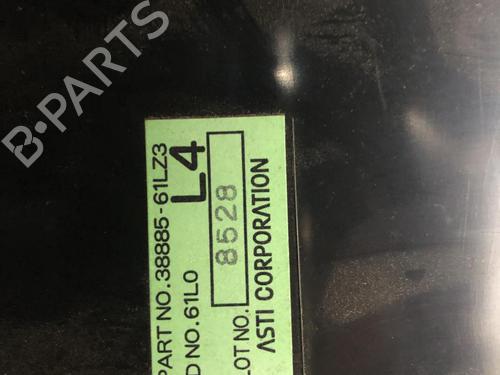 B-PARTS
PART NO. 38885-61LZ3
D NO. 61L0
L4
LOT NO.
8528
ASTI CORPORATION